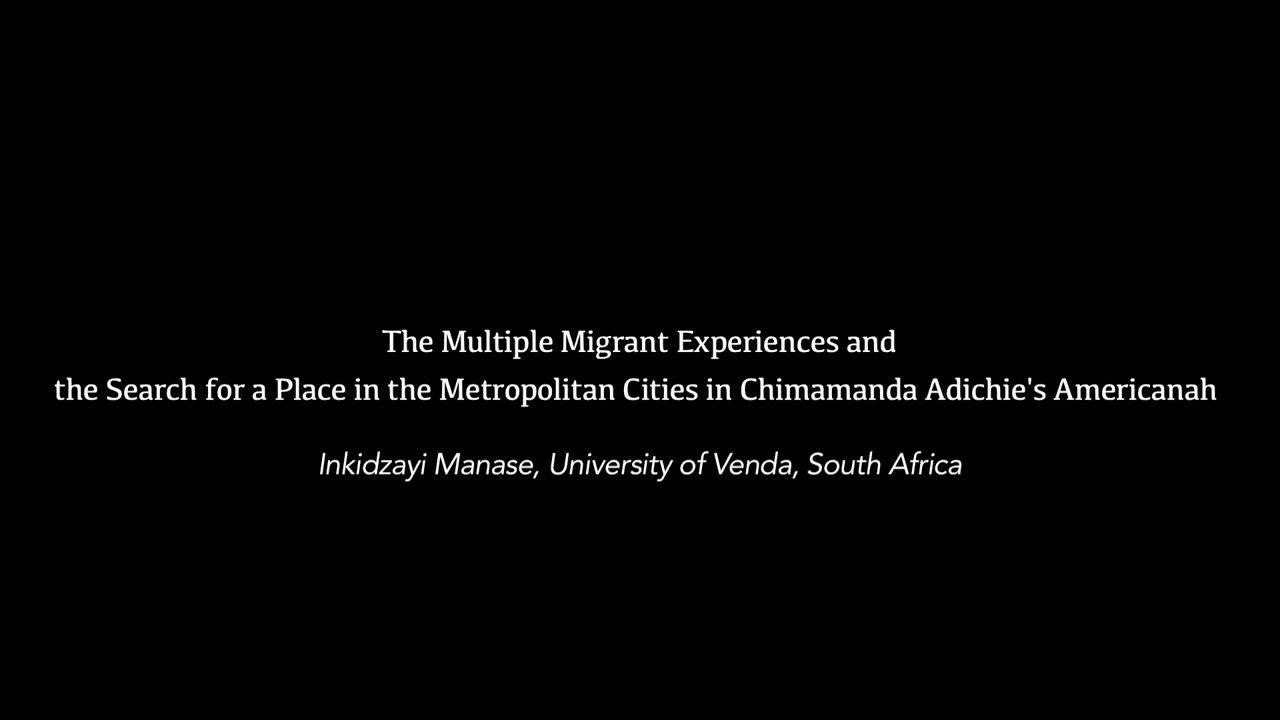 The Multiple Migrant Experiences and
the Search for a Place in the Metropolitan Cities in Chimamanda Adichie's Americanah
Inkidzayi Manase, University of Venda, South Africa